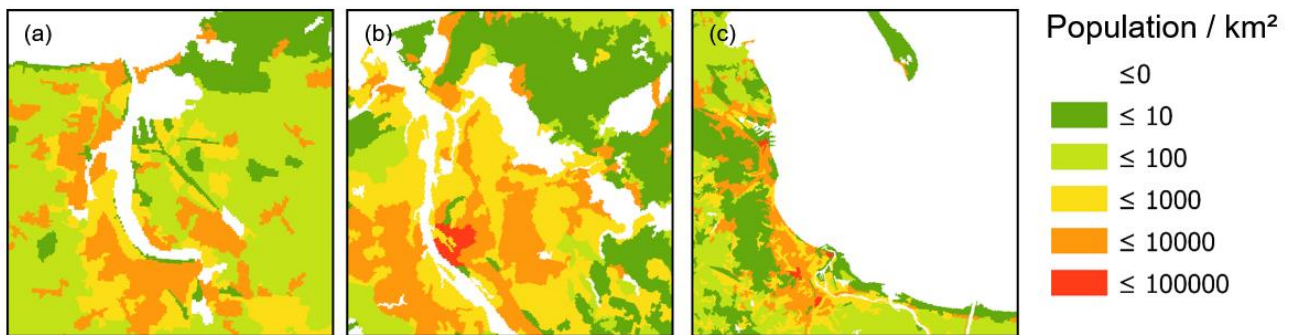 (a)
(b)
(c)
Population / km²
≤0
≤ 10
≤ 100
≤ 1000
≤ 10000
≤ 100000